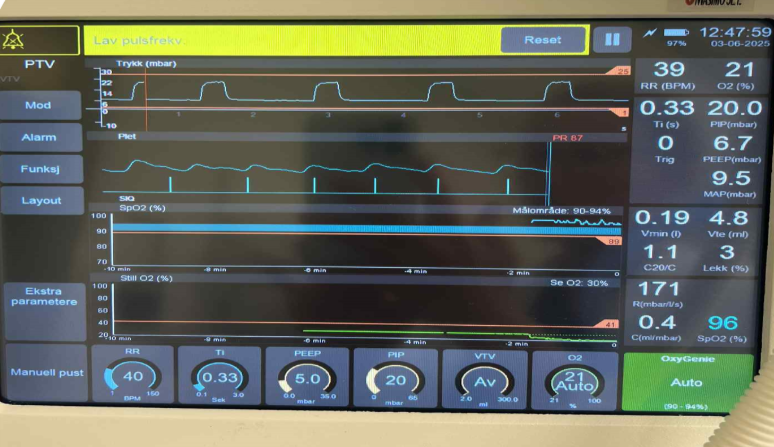 12:47:59
Lav pulsfrekv.
Reset
97%
03-06-2025
PTV
VTV
Mod
Alarm
Funksj
Layout
Ekstra
parametere
Manuell pust
Trykk (mbar)
39
22
14
6
0
-10
25
1
1
2
3
4
5
6
s
Plet
PR 87
SIQ
SpO2 (%)
Målområde: 90-94%
100
90
80
70
99
-10 min
-8 min
-6 min
-4 min
-2 min
0
Still O2 (%)
Se O2: 30%
100
80
60
40
20
41
-10 min
-8 min
-6 min
-4 min
-2 min
0
39
21
RR (BPM)
O2 (%)
0.33
20.0
Ti (s)
PIP(mbar)
0
6.7
Trig
PEEP(mbar)
9.5
MAP(mbar)
0.19
4.8
Vmin (l)
Vte (ml)
1.1
3
C20/C
Lekk (%)
171
R(mbar/l/s)
0.4
96
C(ml/mbar)
SpO2 (%)
RR
Ti
PEEP
PIP
VTV
O2
40
0.33
5.0
20
Av
21
Auto
1
150
0.1
3.0
0.0
35.0
0
65
2.0
300.0
21
100
BPM
Sek
mbar
mbar
ml
%
OxyGenie
Auto
(90 - 94%)